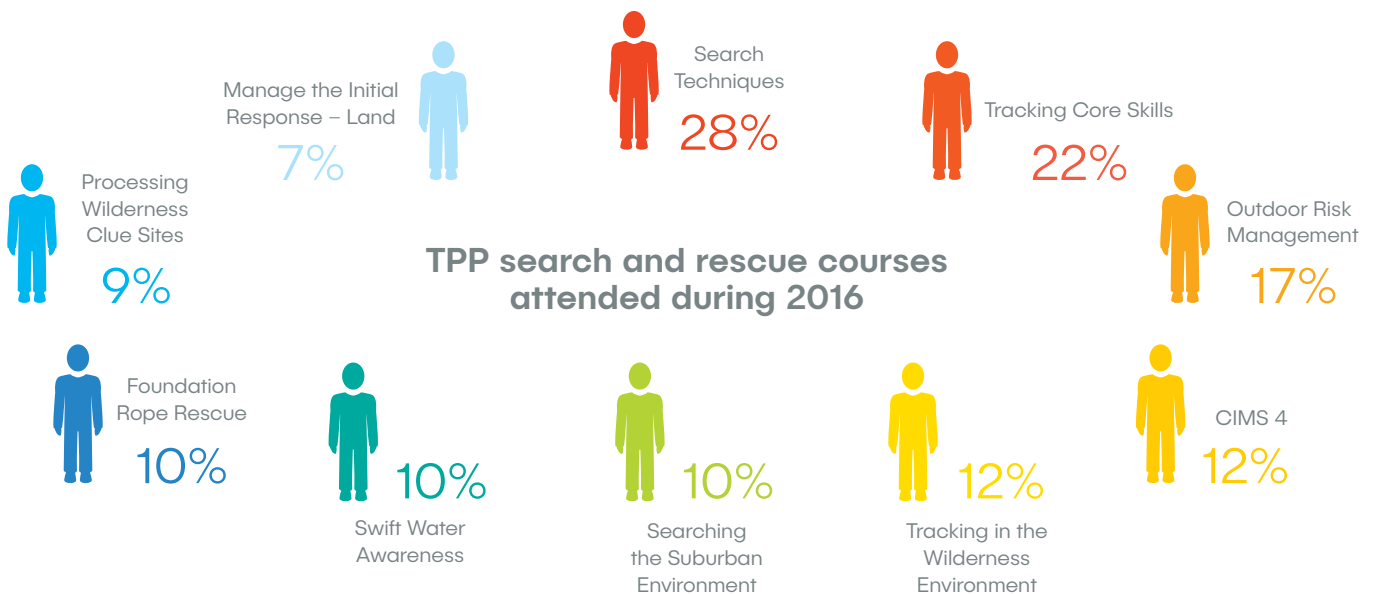 TPP search and rescue courses
attended during 2016
Search
Techniques
28%
Tracking Core Skills
22%
Outdoor Risk
Management
17%
CIMS 4
12%
12%
Tracking in the
Wilderness
Environment
10%
Searching
the Suburban
Environment
10%
Swift Water
Awareness
Foundation
Rope Rescue
10%
Processing
Wilderness
Clue Sites
9%
Manage the Initial
Response – Land
7%